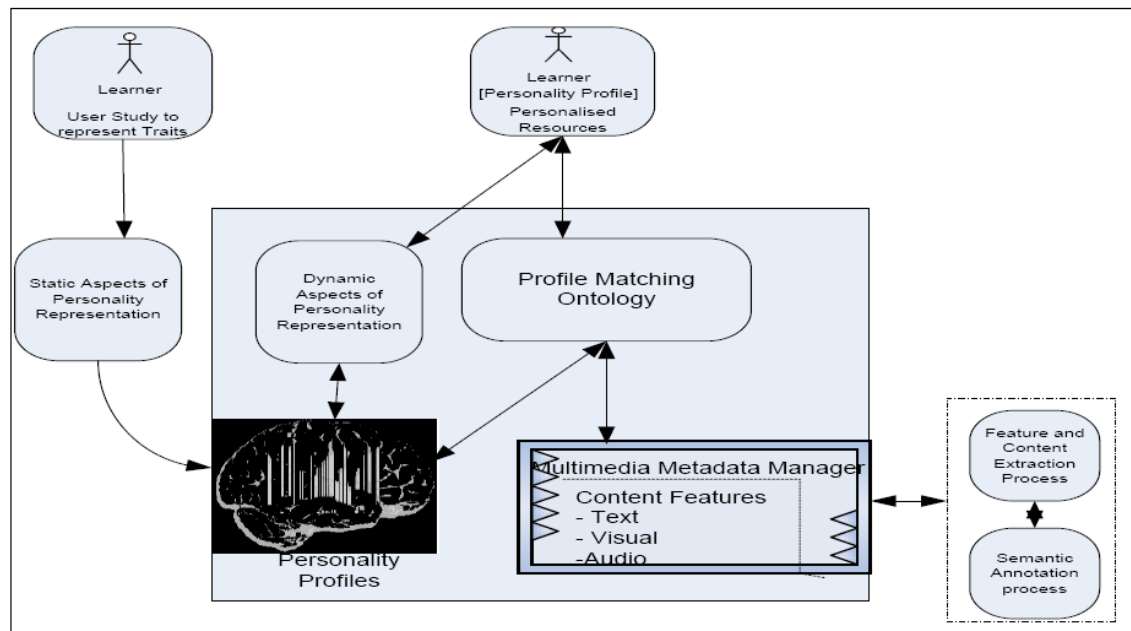 Learner
User Study to
represent Traits
Learner
[Personality Profile]
Personalised
Resources
Static Aspects of
Personality
Representation
Dynamic
Aspects of
Personality
Representation
Profile Matching
Ontology
Personality
Profiles
Multimedia Metadata Manager
Content Features
- Text
- Visual
-Audio
Feature and
Content
Extraction
Process
Semantic
Annotation
process